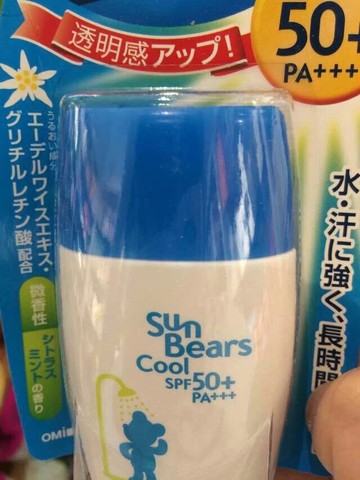 透明感アップ!
50+
PA+++
うるおい成分
エーデルワイスエキス・
グリチルレチン酸配合
微香性
シトラス
ミントの香り
水・汗に強く、長時間
Sun
Bears
Cool
SPF50+
PA+++
OMI